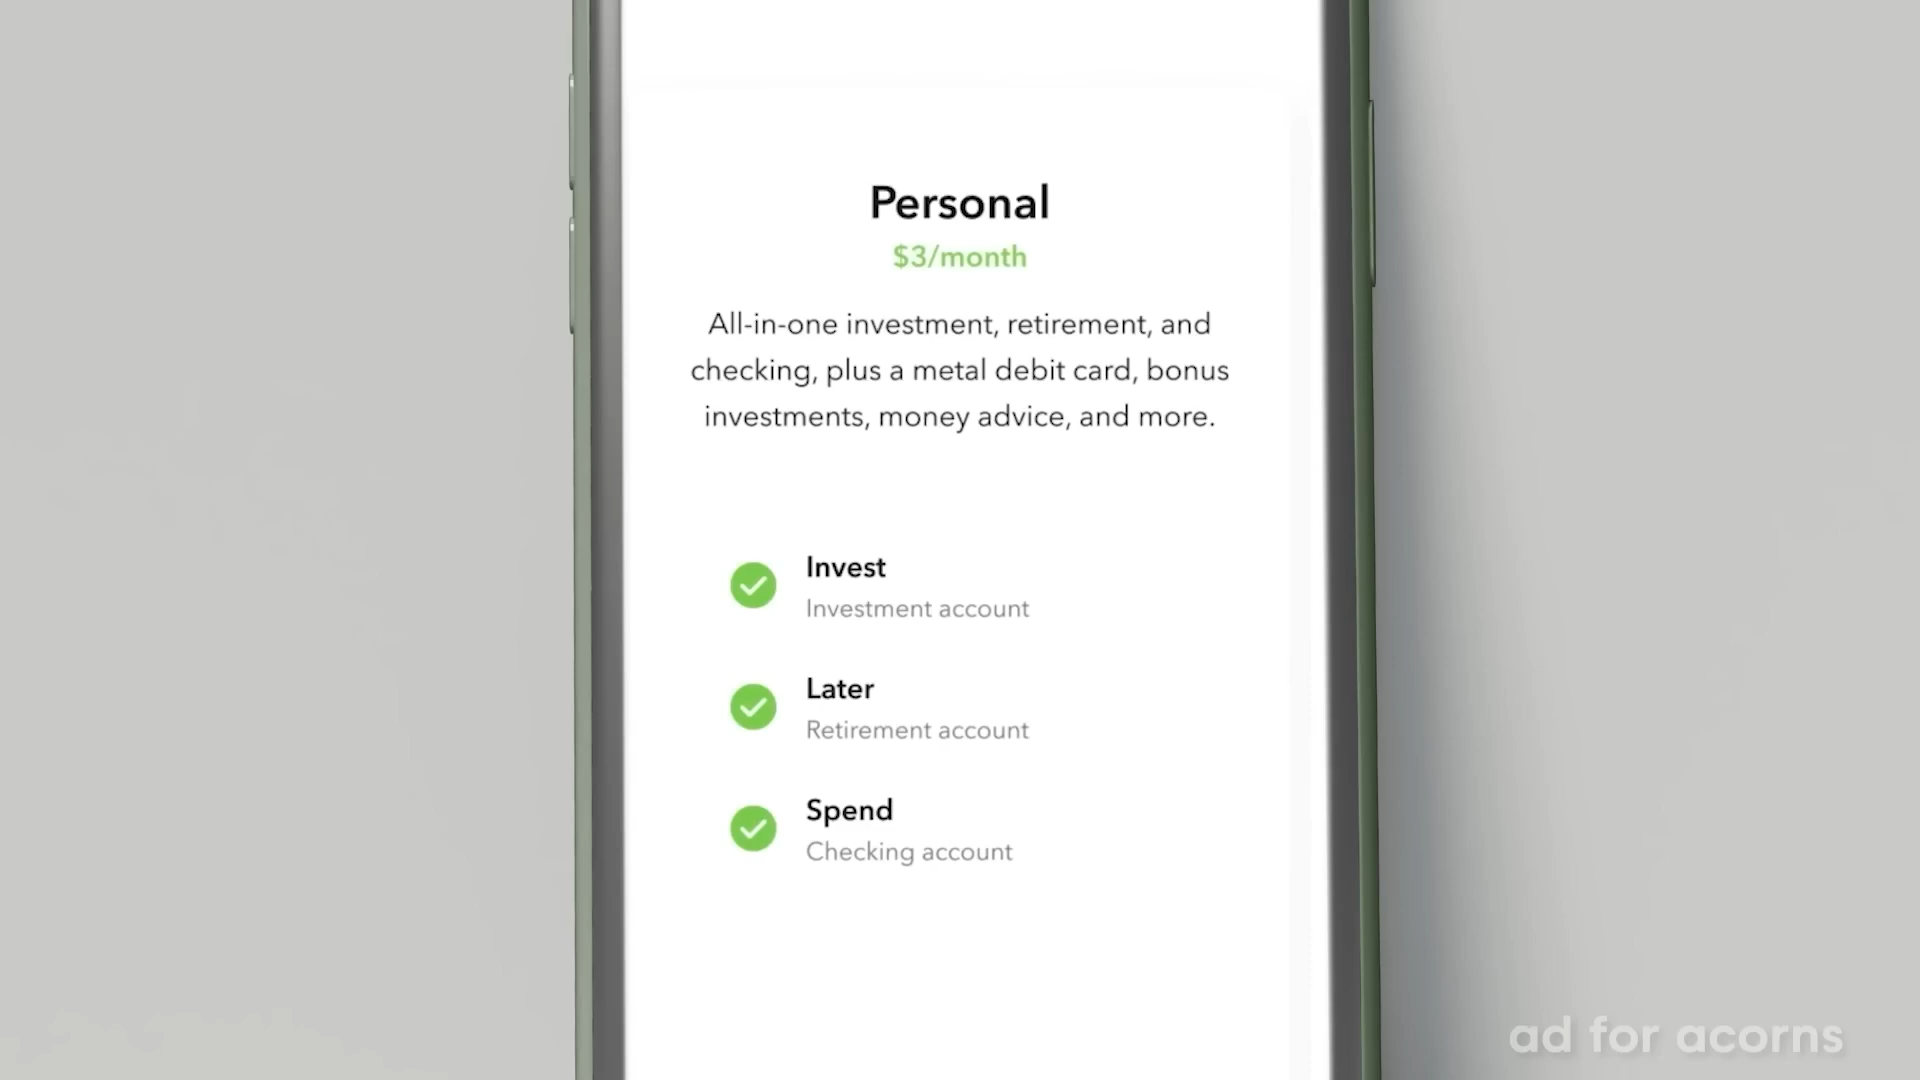 Personal
$3/month
All-in-one investment, retirement, and
checking, plus a metal debit card, bonus
investments, money advice, and more.
Invest
Investment account
Later
Retirement account
Spend
Checking account
ad for acorns